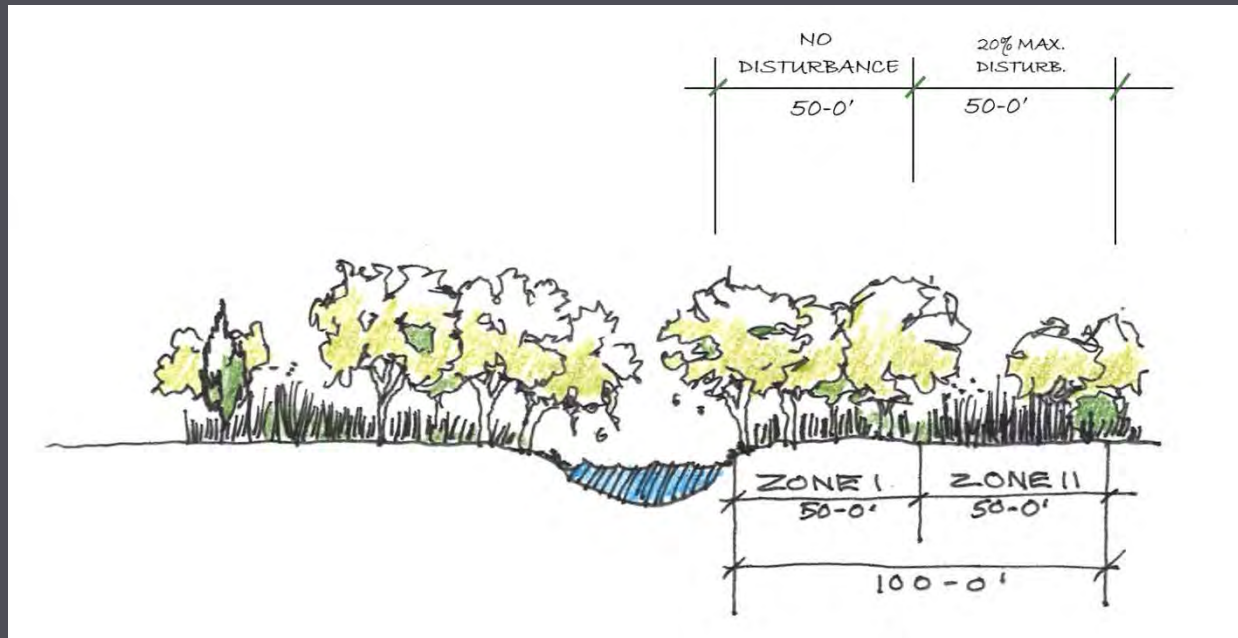 NO
DISTURBANCE
50-0'
20% MAX.
DISTURB.
50-0'
ZONE I
50-0'
ZONE II
50-0'
100-0'